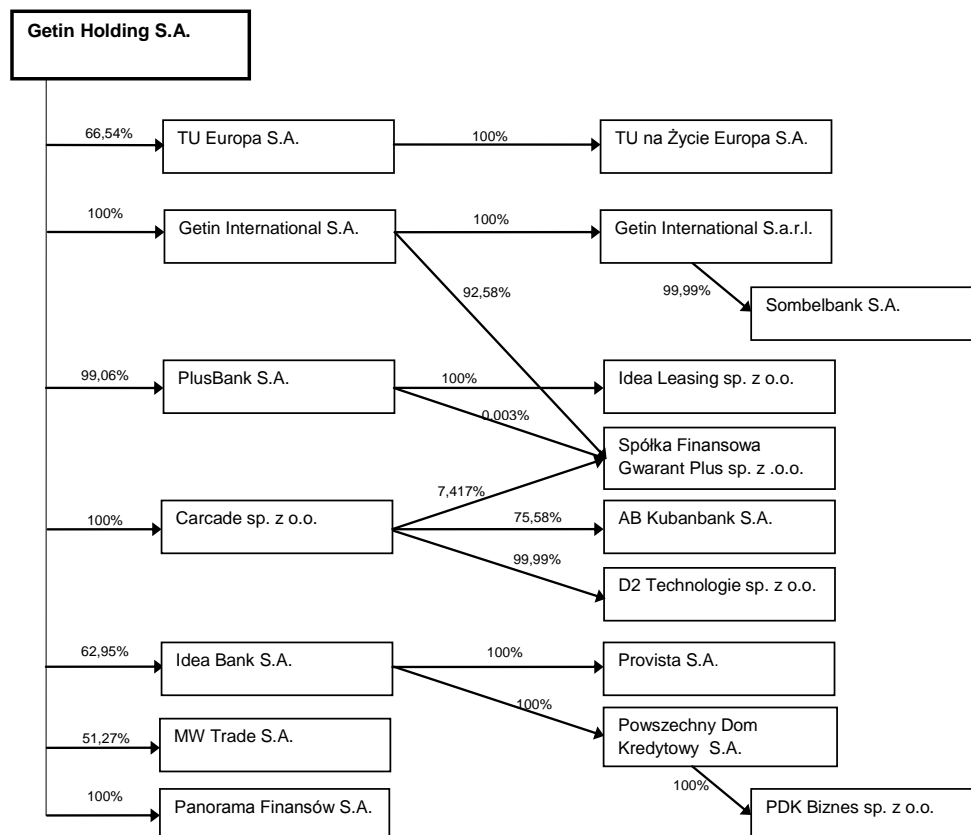 Getin Holding S.A.
66,54%
TU Europa S.A.
100%
TU na Życie Europa S.A.
100%
Getin International S.A.
100%
Getin International S.a.r.l.
92,58%
99,99%
Sombelbank S.A.
99,06%
PlusBank S.A.
100%
Idea Leasing sp. z o.o.
0,003%
Spółka Finansowa
Gwarant Plus sp. z .o.o.
7,417%
100%
Carcade sp. z o.o.
75,58%
AB Kubanbank S.A.
99,99%
D2 Technologie sp. z o.o.
62,95%
Idea Bank S.A.
100%
Provista S.A.
100%
Powszechny Dom
Kredytowy S.A.
51,27%
MW Trade S.A.
100%
PDK Biznes sp. z o.o.
100%
Panorama Finansów S.A.